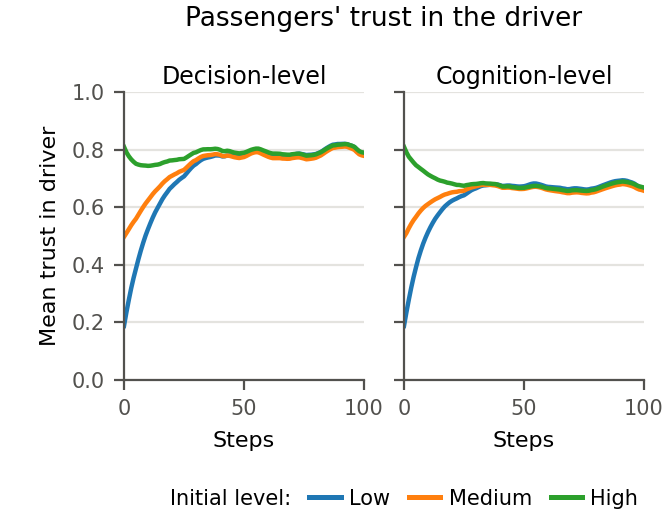 Passengers' trust in the driver
Decision-level
Cognition-level
Mean trust in driver
1.0
0.8
0.6
0.4
0.2
0.0
0 50 100
0 50 100
Steps
Steps
Initial level: Low Medium High